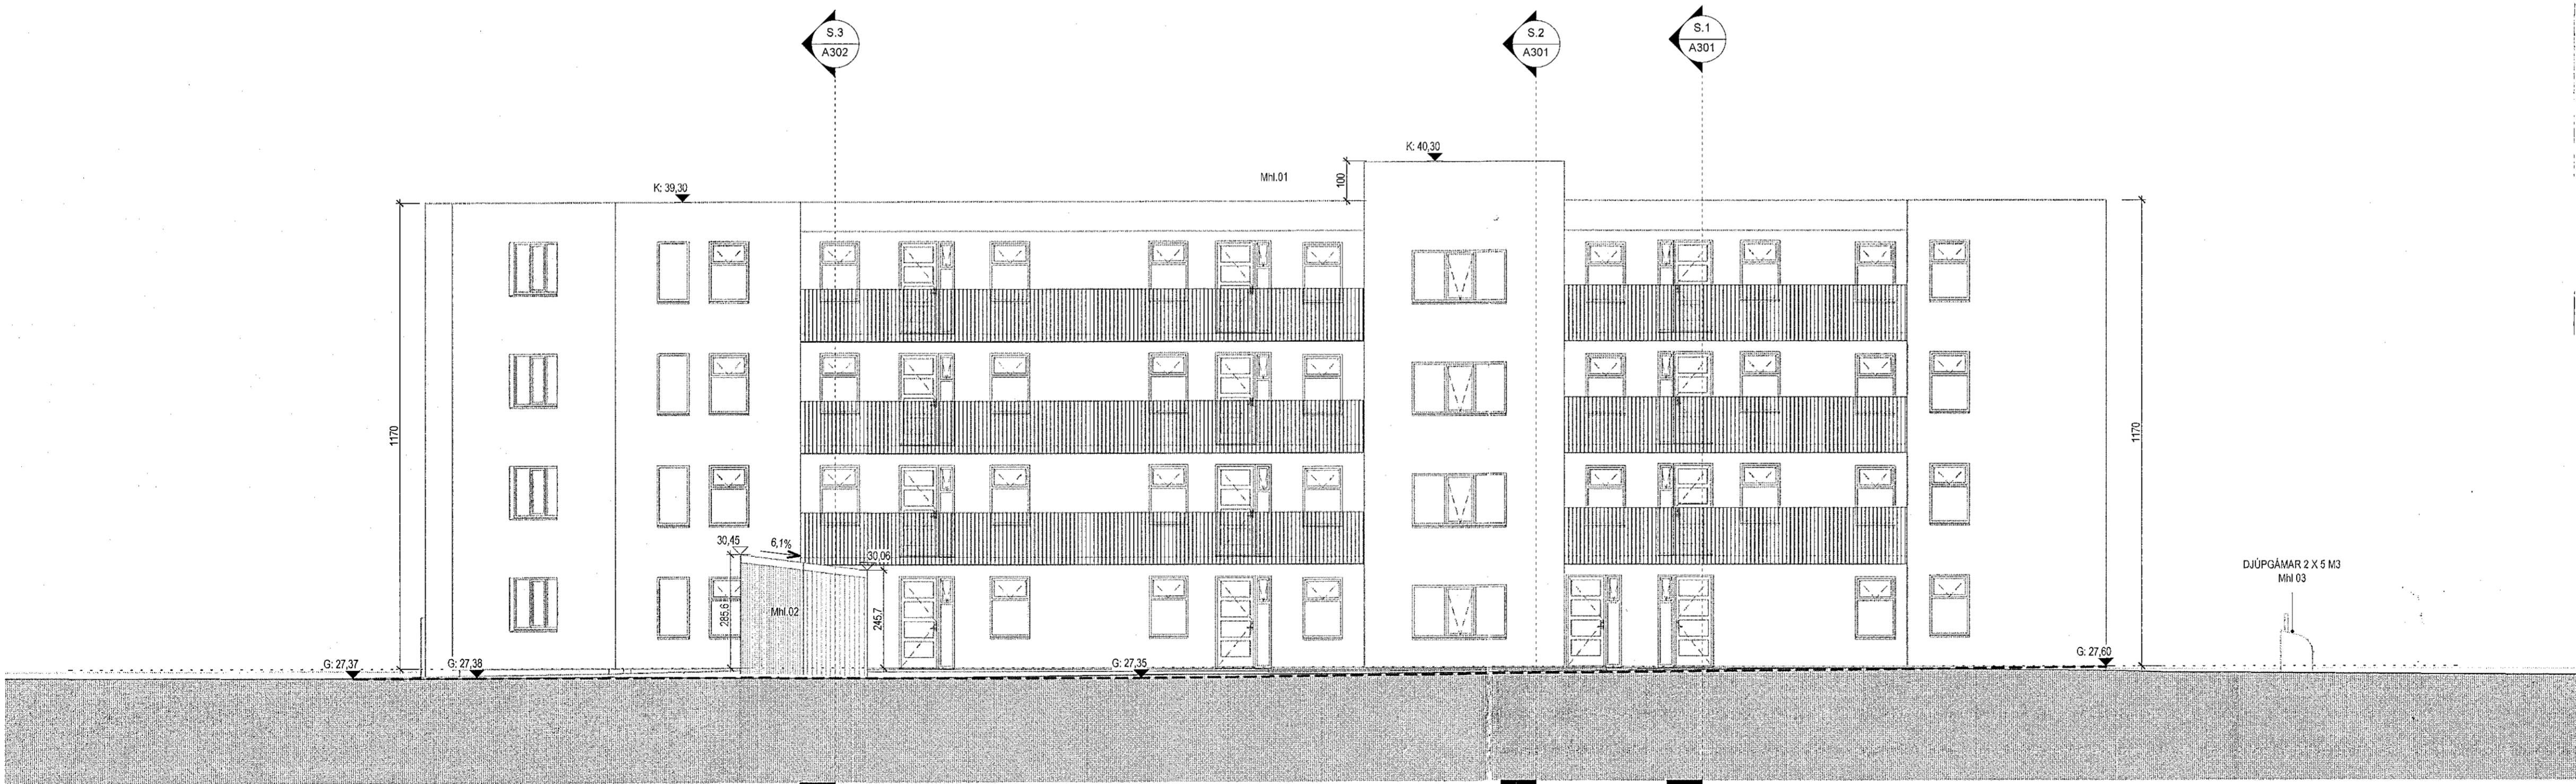 S.3
A302
S.2
A301
S.1
A301
K: 40,30
Mhl.01
100
K: 39,30
1170
1170
30,45
6,1%
30,06
285,6
Mhl.02
245,7
DJÚPGÁMAR 2 X 5 M3
Mhl 03
G: 27,37
G: 27,38
G: 27,35
G: 27,60